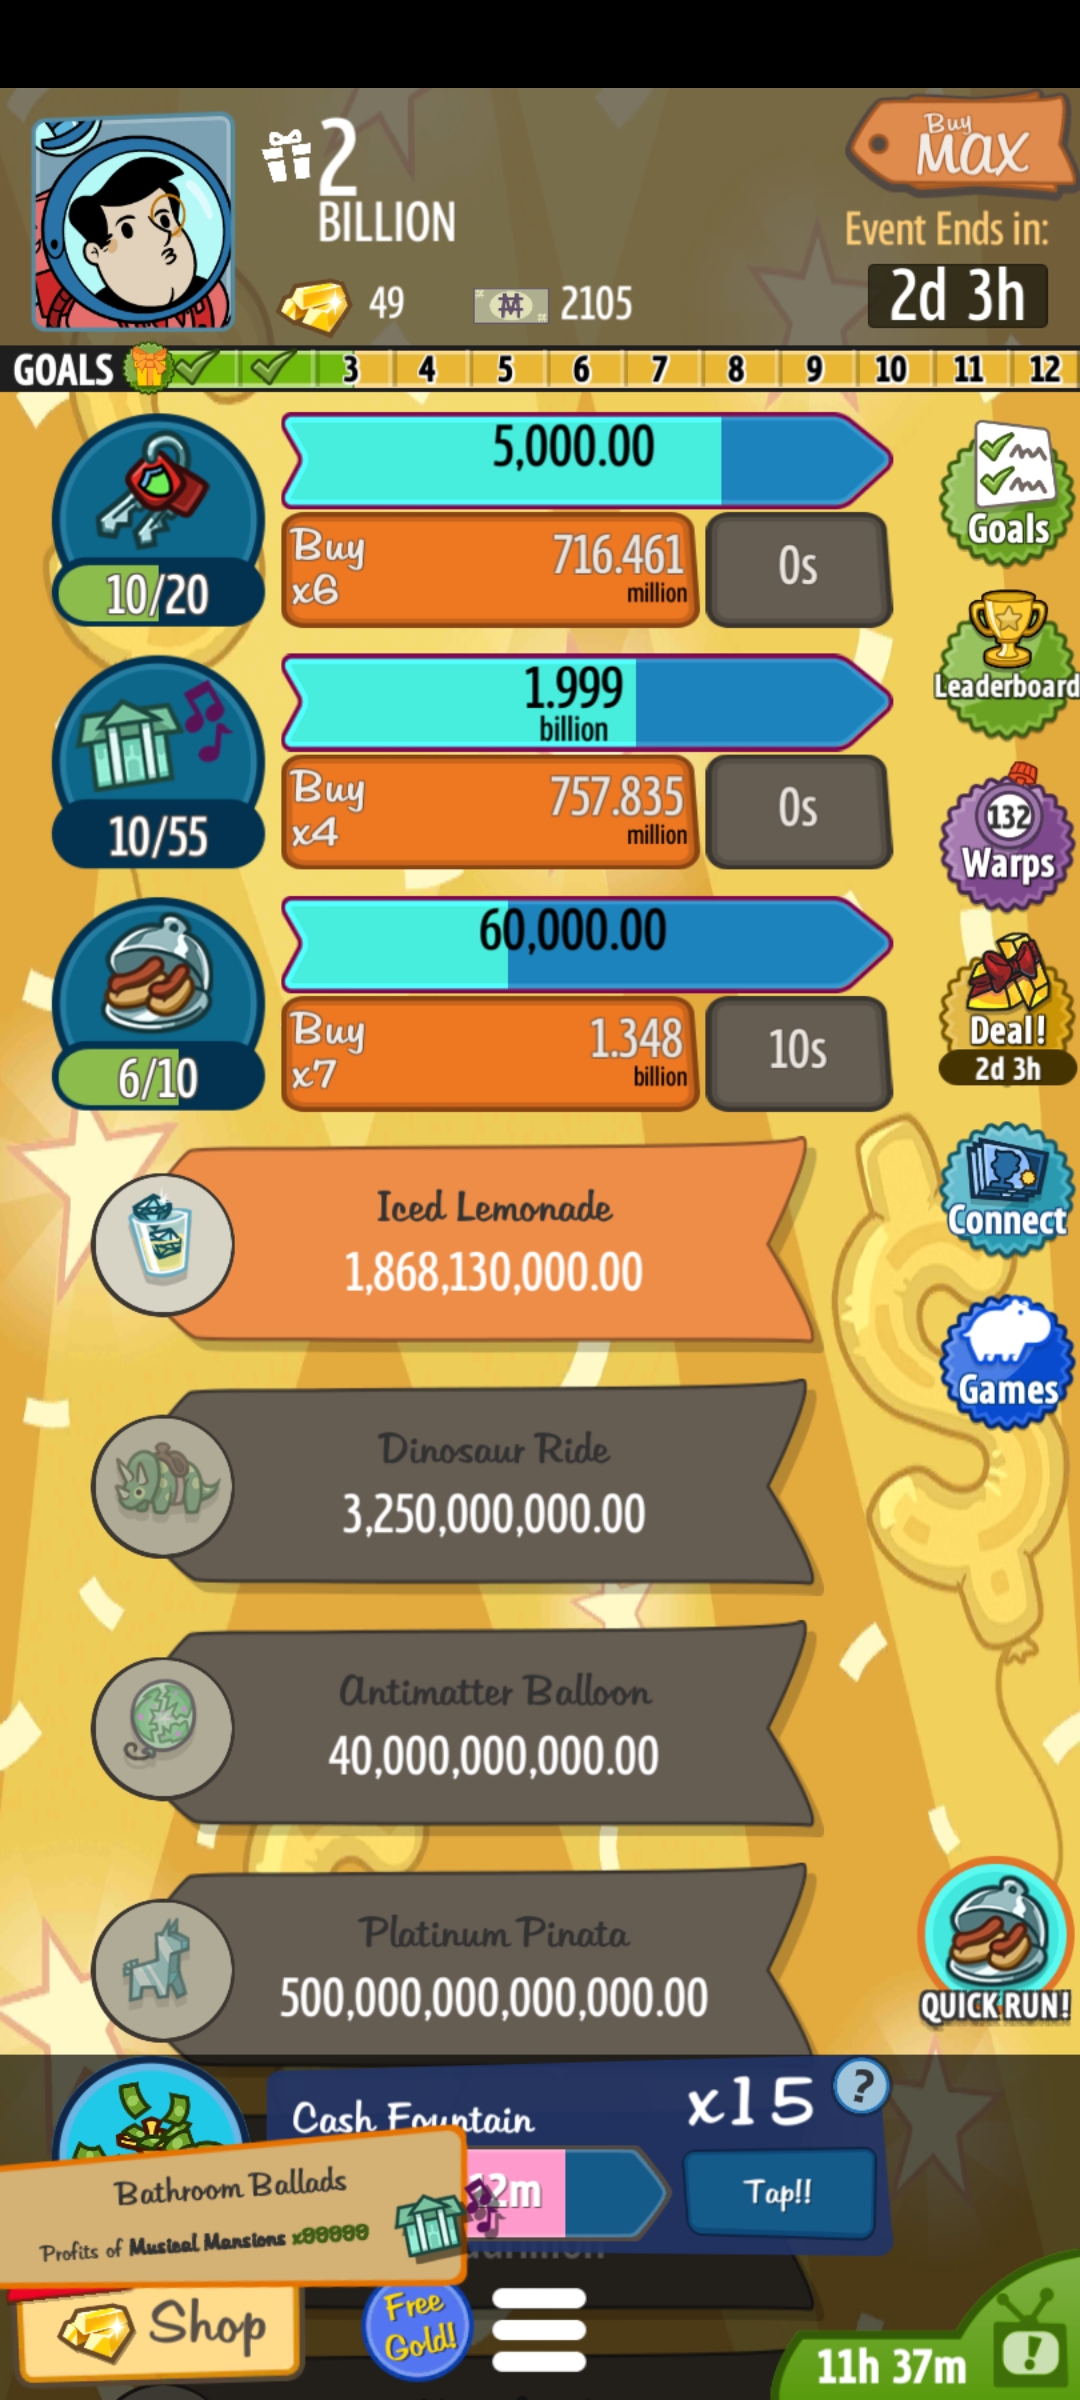 2
BILLION
Buy
MAX
Event Ends in:
49
2105
2d 3h
GOALS
3 4 5 6 7 8 9 10 11 12
5,000.00
Buy
x6
716.461
million
0s
10/20
Goals
1.999
billion
Leaderboard
Buy
x4
757.835
million
0s
10/55
132
Warps
60,000.00
Buy
x7
1.348
billion
10s
6/10
Deal!
2d 3h
Iced Lemonade
1,868,130,000.00
Connect
Games
Dinosaur Ride
3,250,000,000.00
Antimatter Balloon
40,000,000,000.00
Platinum Pinata
500,000,000,000,000.00
QUICK RUN!
Cash Fountain
x15
?
12m
Tap!!
Bathroom Ballads
Profits of Musical Mansions x99999
Shop
Free
Gold!
11h 37m